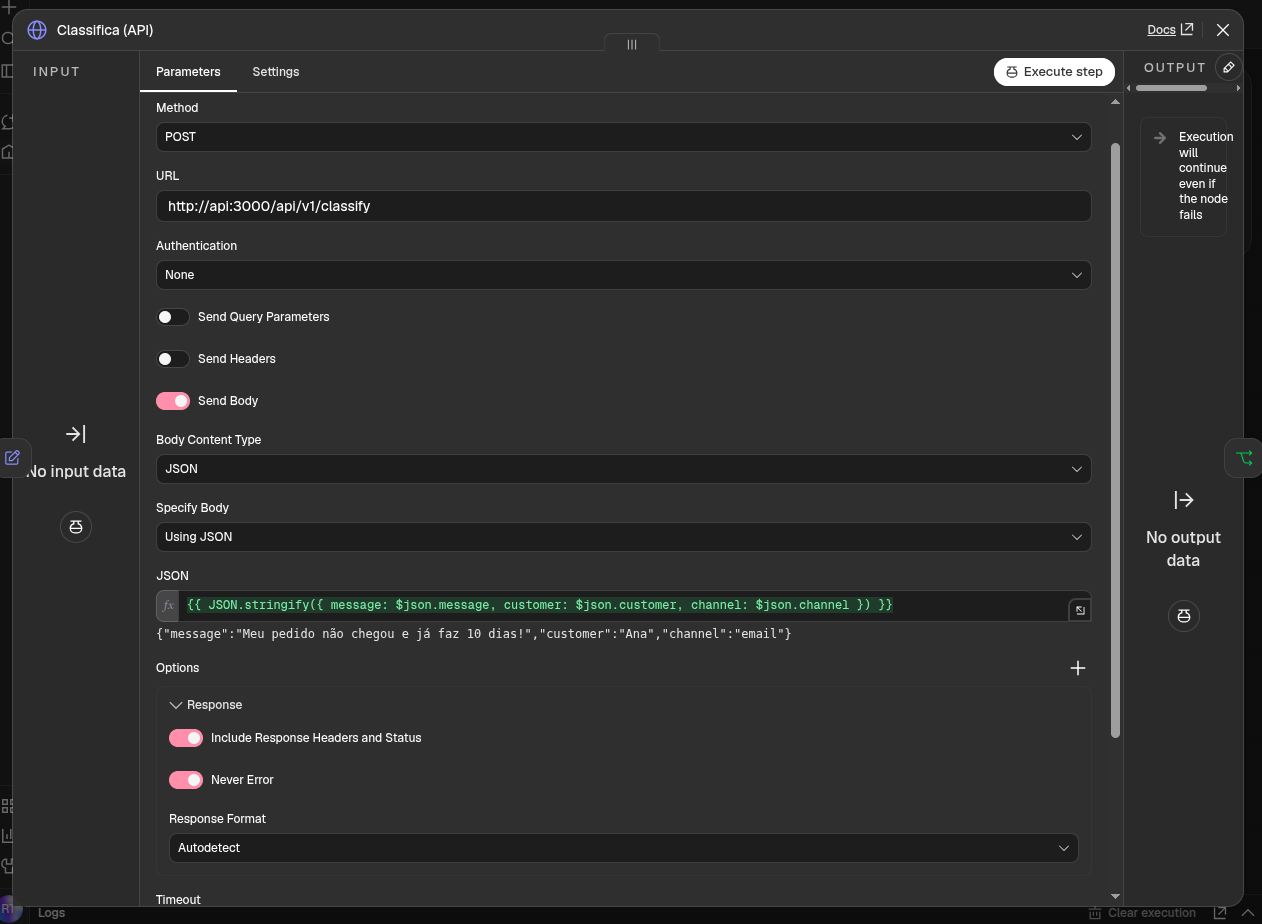 Classifica (API)
Docs
INPUT
Parameters
Settings
Execute step
OUTPUT
Method
POST
URL
http://api:3000/api/v1/classify
Authentication
None
Send Query Parameters
Send Headers
Send Body
Body Content Type
JSON
Specify Body
Using JSON
JSON
fx
{{ JSON.stringify({ message: $json.message, customer: $json.customer, channel: $json.channel }) }}
{"message":"Meu pedido não chegou e já faz 10 dias!","customer":"Ana","channel":"email"}
Options
Response
Include Response Headers and Status
Never Error
Response Format
Autodetect
Timeout
No input data
Execution
will
continue
even if
the node
fails
No output
data
Logs
Clear execution